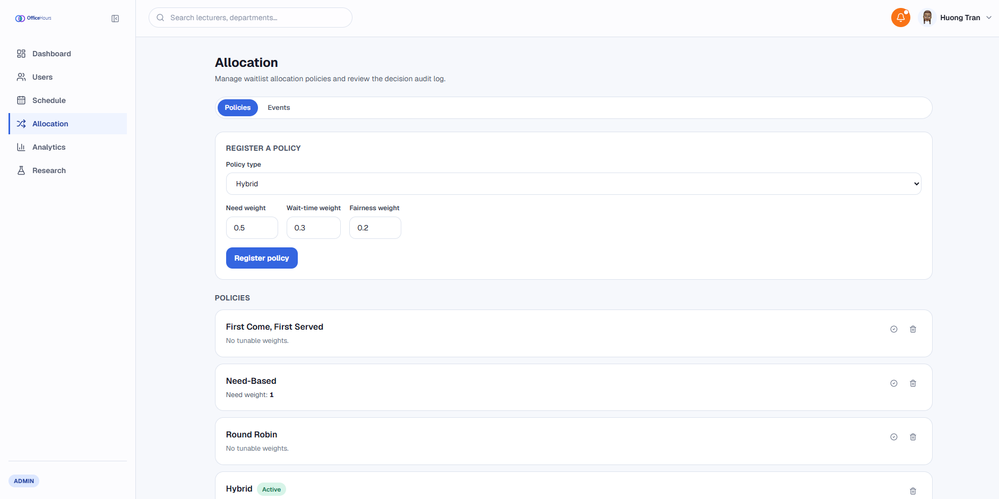 OfficeHours
Search lecturers, departments...
Huong Tran
Dashboard
Users
Schedule
Allocation
Analytics
Research
ADMIN
Allocation
Manage waitlist allocation policies and review the decision audit log.
Policies Events
REGISTER A POLICY
Policy type
Hybrid
Need weight Wait-time weight Fairness weight
0.5 0.3 0.2
Register policy
POLICIES
First Come, First Served
No tunable weights.
Need-Based
Need weight: 1
Round Robin
No tunable weights.
Hybrid Active